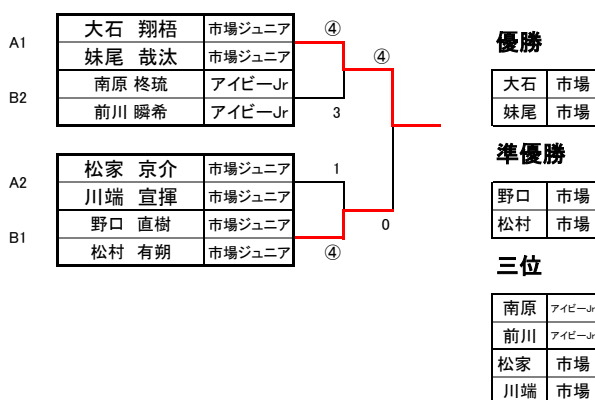 A1 大石 翔梧 市場ジュニア ④
妹尾 哉汰 市場ジュニア ④
B2 南原 柊琉 アイビーJr
前川 瞬希 アイビーJr 3
A2 松家 京介 市場ジュニア 1
川端 宣揮 市場ジュニア
B1 野口 直樹 市場ジュニア 0
松村 有朔 市場ジュニア ④
優勝
大石 市場
妹尾 市場
準優勝
野口 市場
松村 市場
三位
南原 アイビーJr
前川 アイビーJr
松家 市場
川端 市場